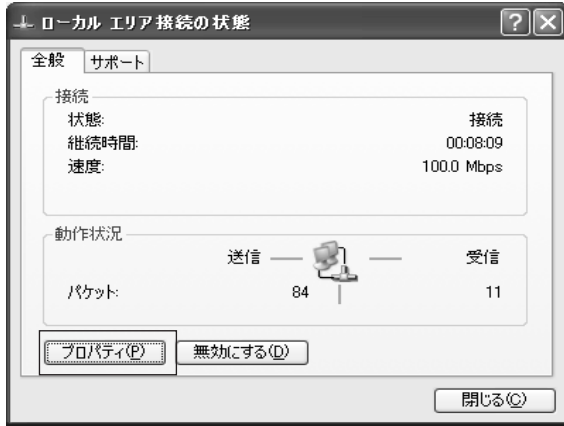 ローカル エリア接続の状態
全般 サポート
接続
状態: 接続
継続時間: 00:08:09
速度: 100.0 Mbps
動作状況
送信 受信
パケット: 84 11
プロパティ(P) 無効にする(D)
閉じる(C)